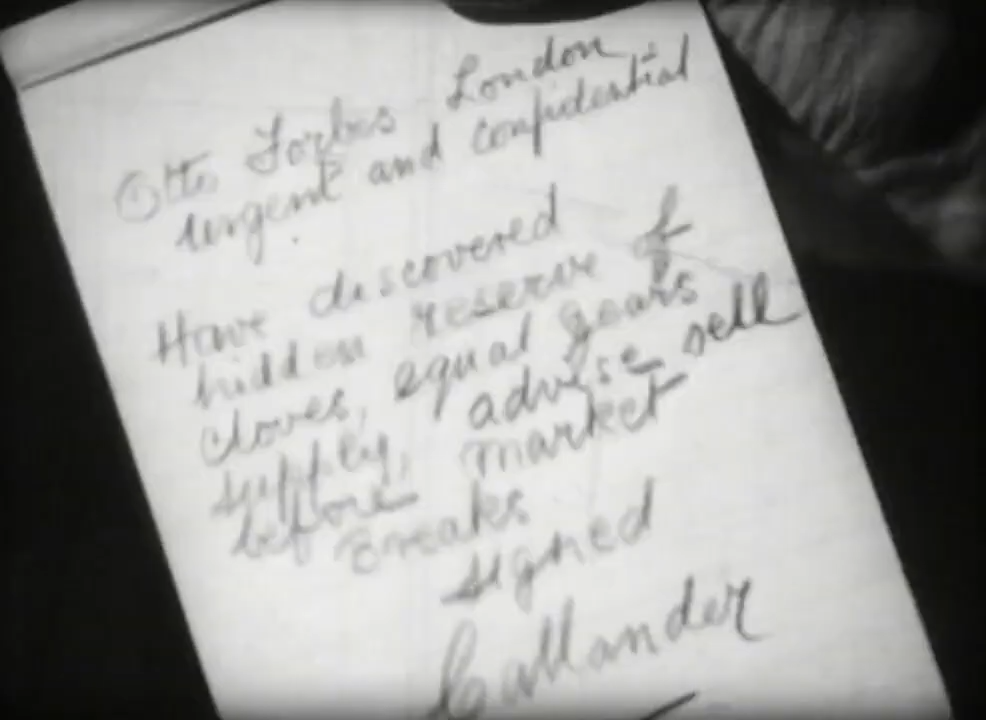 Otto Forbes London
urgent and confidential
Have discovered
hidden reserve of
cloves, equal years
supply, advise sell
before market
breaks
signed
Callander